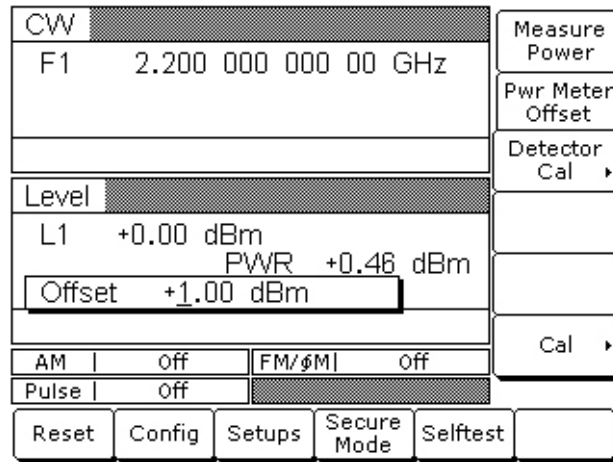 CW
F1 2.200 000 000 00 GHz
Level
L1 +0.00 dBm
PWR +0.46 dBm
Offset +1.00 dBm
AM | Off
FM/ϕM| Off
Pulse | Off
Measure
Power
Pwr Meter
Offset
Detector
Cal
Cal
Reset
Config
Setups
Secure
Mode
Selftest